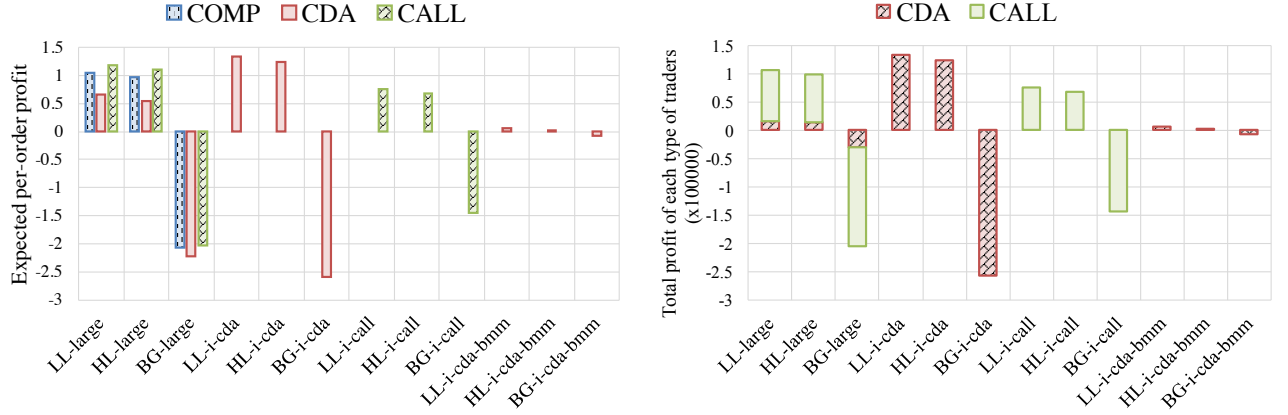 COMP CDA CALL
Expected per-order profit
1.5
1
0.5
0
-0.5
-1
-1.5
-2
-2.5
-3
LL-large
HL-large
BG-large
LL-i-cda
HL-i-cda
BG-i-cda
LL-i-call
HL-i-call
BG-i-call
LL-i-cda-bmm
HL-i-cda-bmm
BG-i-cda-bmm
CDA CALL
Total profit of each type of traders
(x100000)
1.5
1
0.5
0
-0.5
-1
-1.5
-2
-2.5
-3
LL-large
HL-large
BG-large
LL-i-cda
HL-i-cda
BG-i-cda
LL-i-call
HL-i-call
BG-i-call
LL-i-cda-bmm
HL-i-cda-bmm
BG-i-cda-bmm